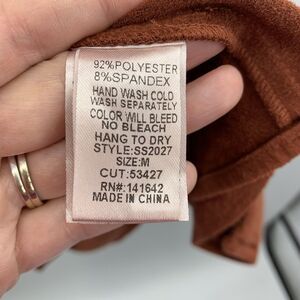 92%POLYESTER
8%SPANDEX
HAND WASH COLD
WASH SEPARATELY
COLOR WILL BLEED
NO BLEACH
HANG TO DRY
STYLE:SS2027
SIZE:M
CUT:53427
RN#:141642
MADE IN CHINA